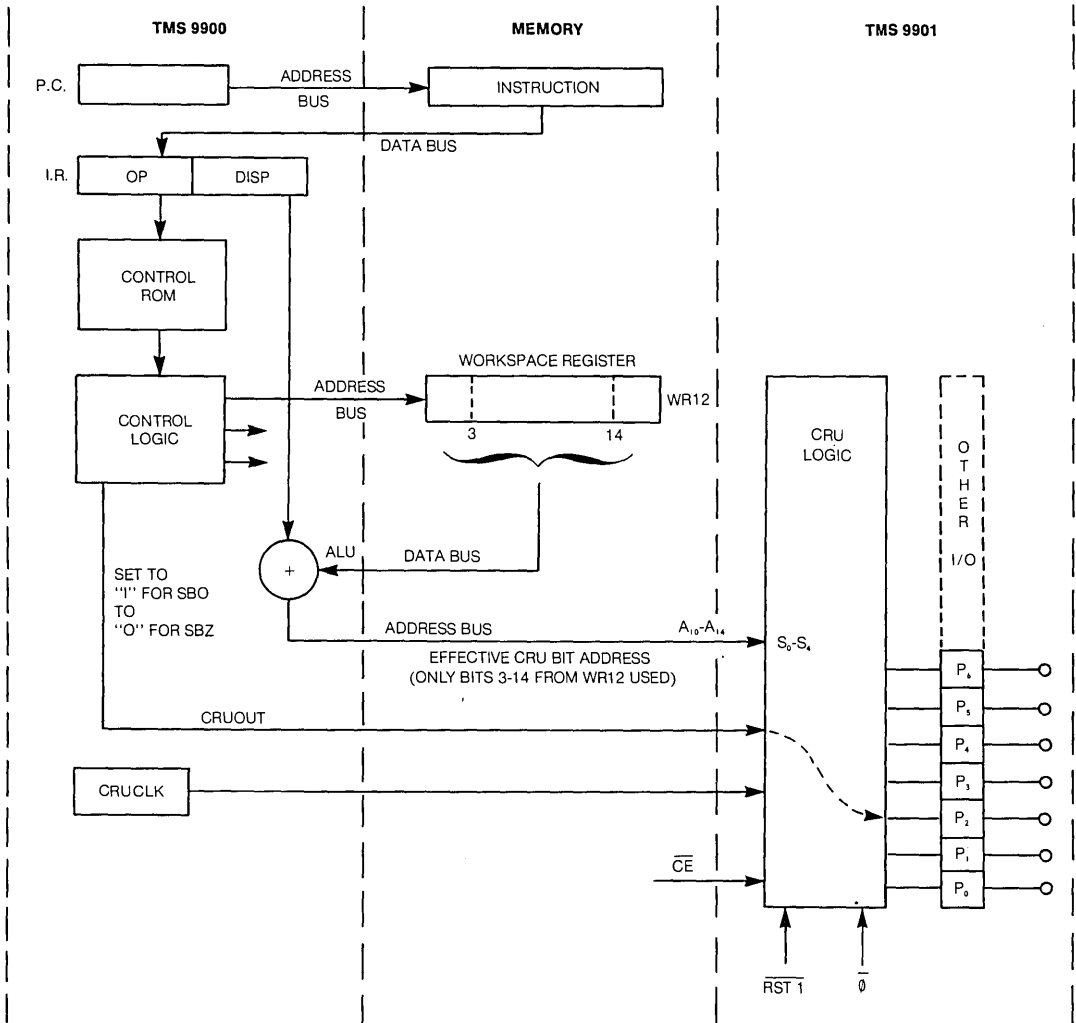 TMS 9900
MEMORY
TMS 9901
P.C.
ADDRESS
BUS
INSTRUCTION
DATA BUS
I.R.
OP
DISP
CONTROL
ROM
CONTROL
LOGIC
ADDRESS
BUS
WORKSPACE REGISTER
WR12
3
14
CRU
LOGIC
OTHER
I/O
ALU
+
DATA BUS
SET TO
"I" FOR SBO
TO
"O" FOR SBZ
ADDRESS BUS
A₁₀-A₁₄
S₀-S₄
EFFECTIVE CRU BIT ADDRESS
(ONLY BITS 3-14 FROM WR12 USED)
P₆
P₅
CRUOUT
P₄
P₃
CRUCLK
P₂
P₁
C̅E̅
P₀
R̅S̅T̅ 1̅
Ø̅